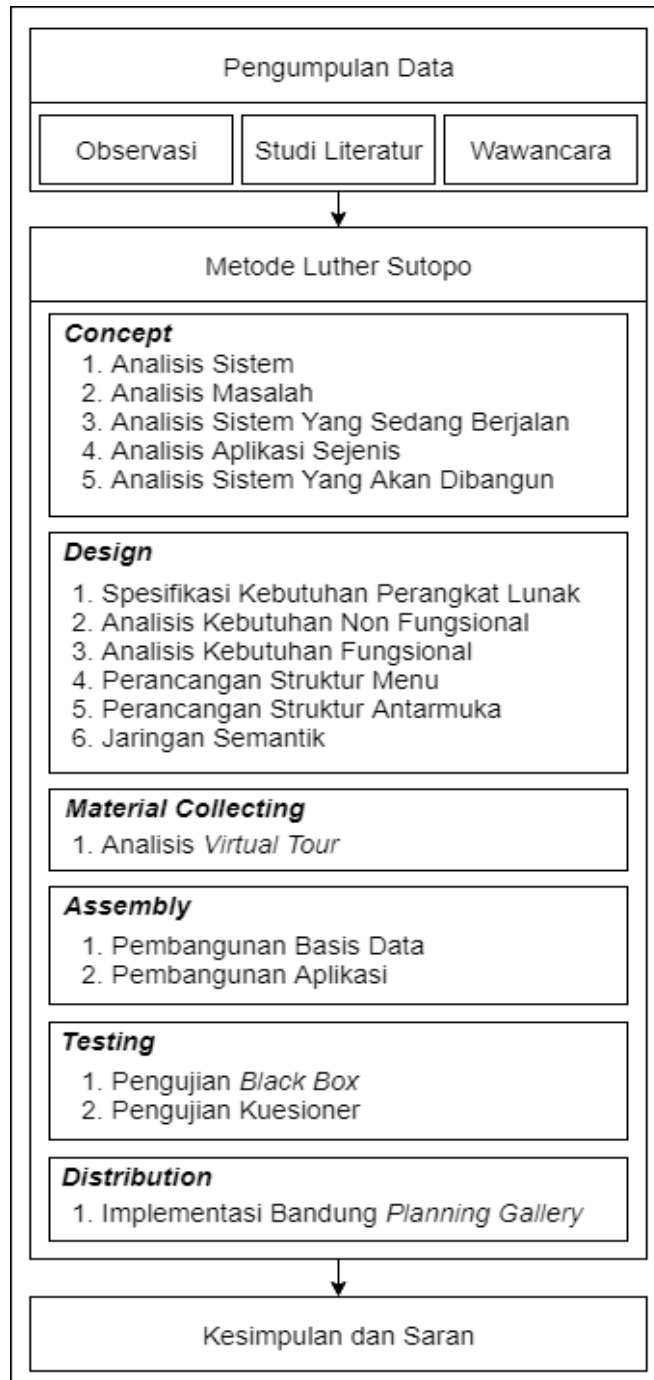 Pengumpulan Data
Observasi
Studi Literatur
Wawancara
Metode Luther Sutopo
Concept
1. Analisis Sistem
2. Analisis Masalah
3. Analisis Sistem Yang Sedang Berjalan
4. Analisis Aplikasi Sejenis
5. Analisis Sistem Yang Akan Dibangun
Design
1. Spesifikasi Kebutuhan Perangkat Lunak
2. Analisis Kebutuhan Non Fungsional
3. Analisis Kebutuhan Fungsional
4. Perancangan Struktur Menu
5. Perancangan Struktur Antarmuka
6. Jaringan Semantik
Material Collecting
1. Analisis Virtual Tour
Assembly
1. Pembangunan Basis Data
2. Pembangunan Aplikasi
Testing
1. Pengujian Black Box
2. Pengujian Kuesioner
Distribution
1. Implementasi Bandung Planning Gallery
Kesimpulan dan Saran